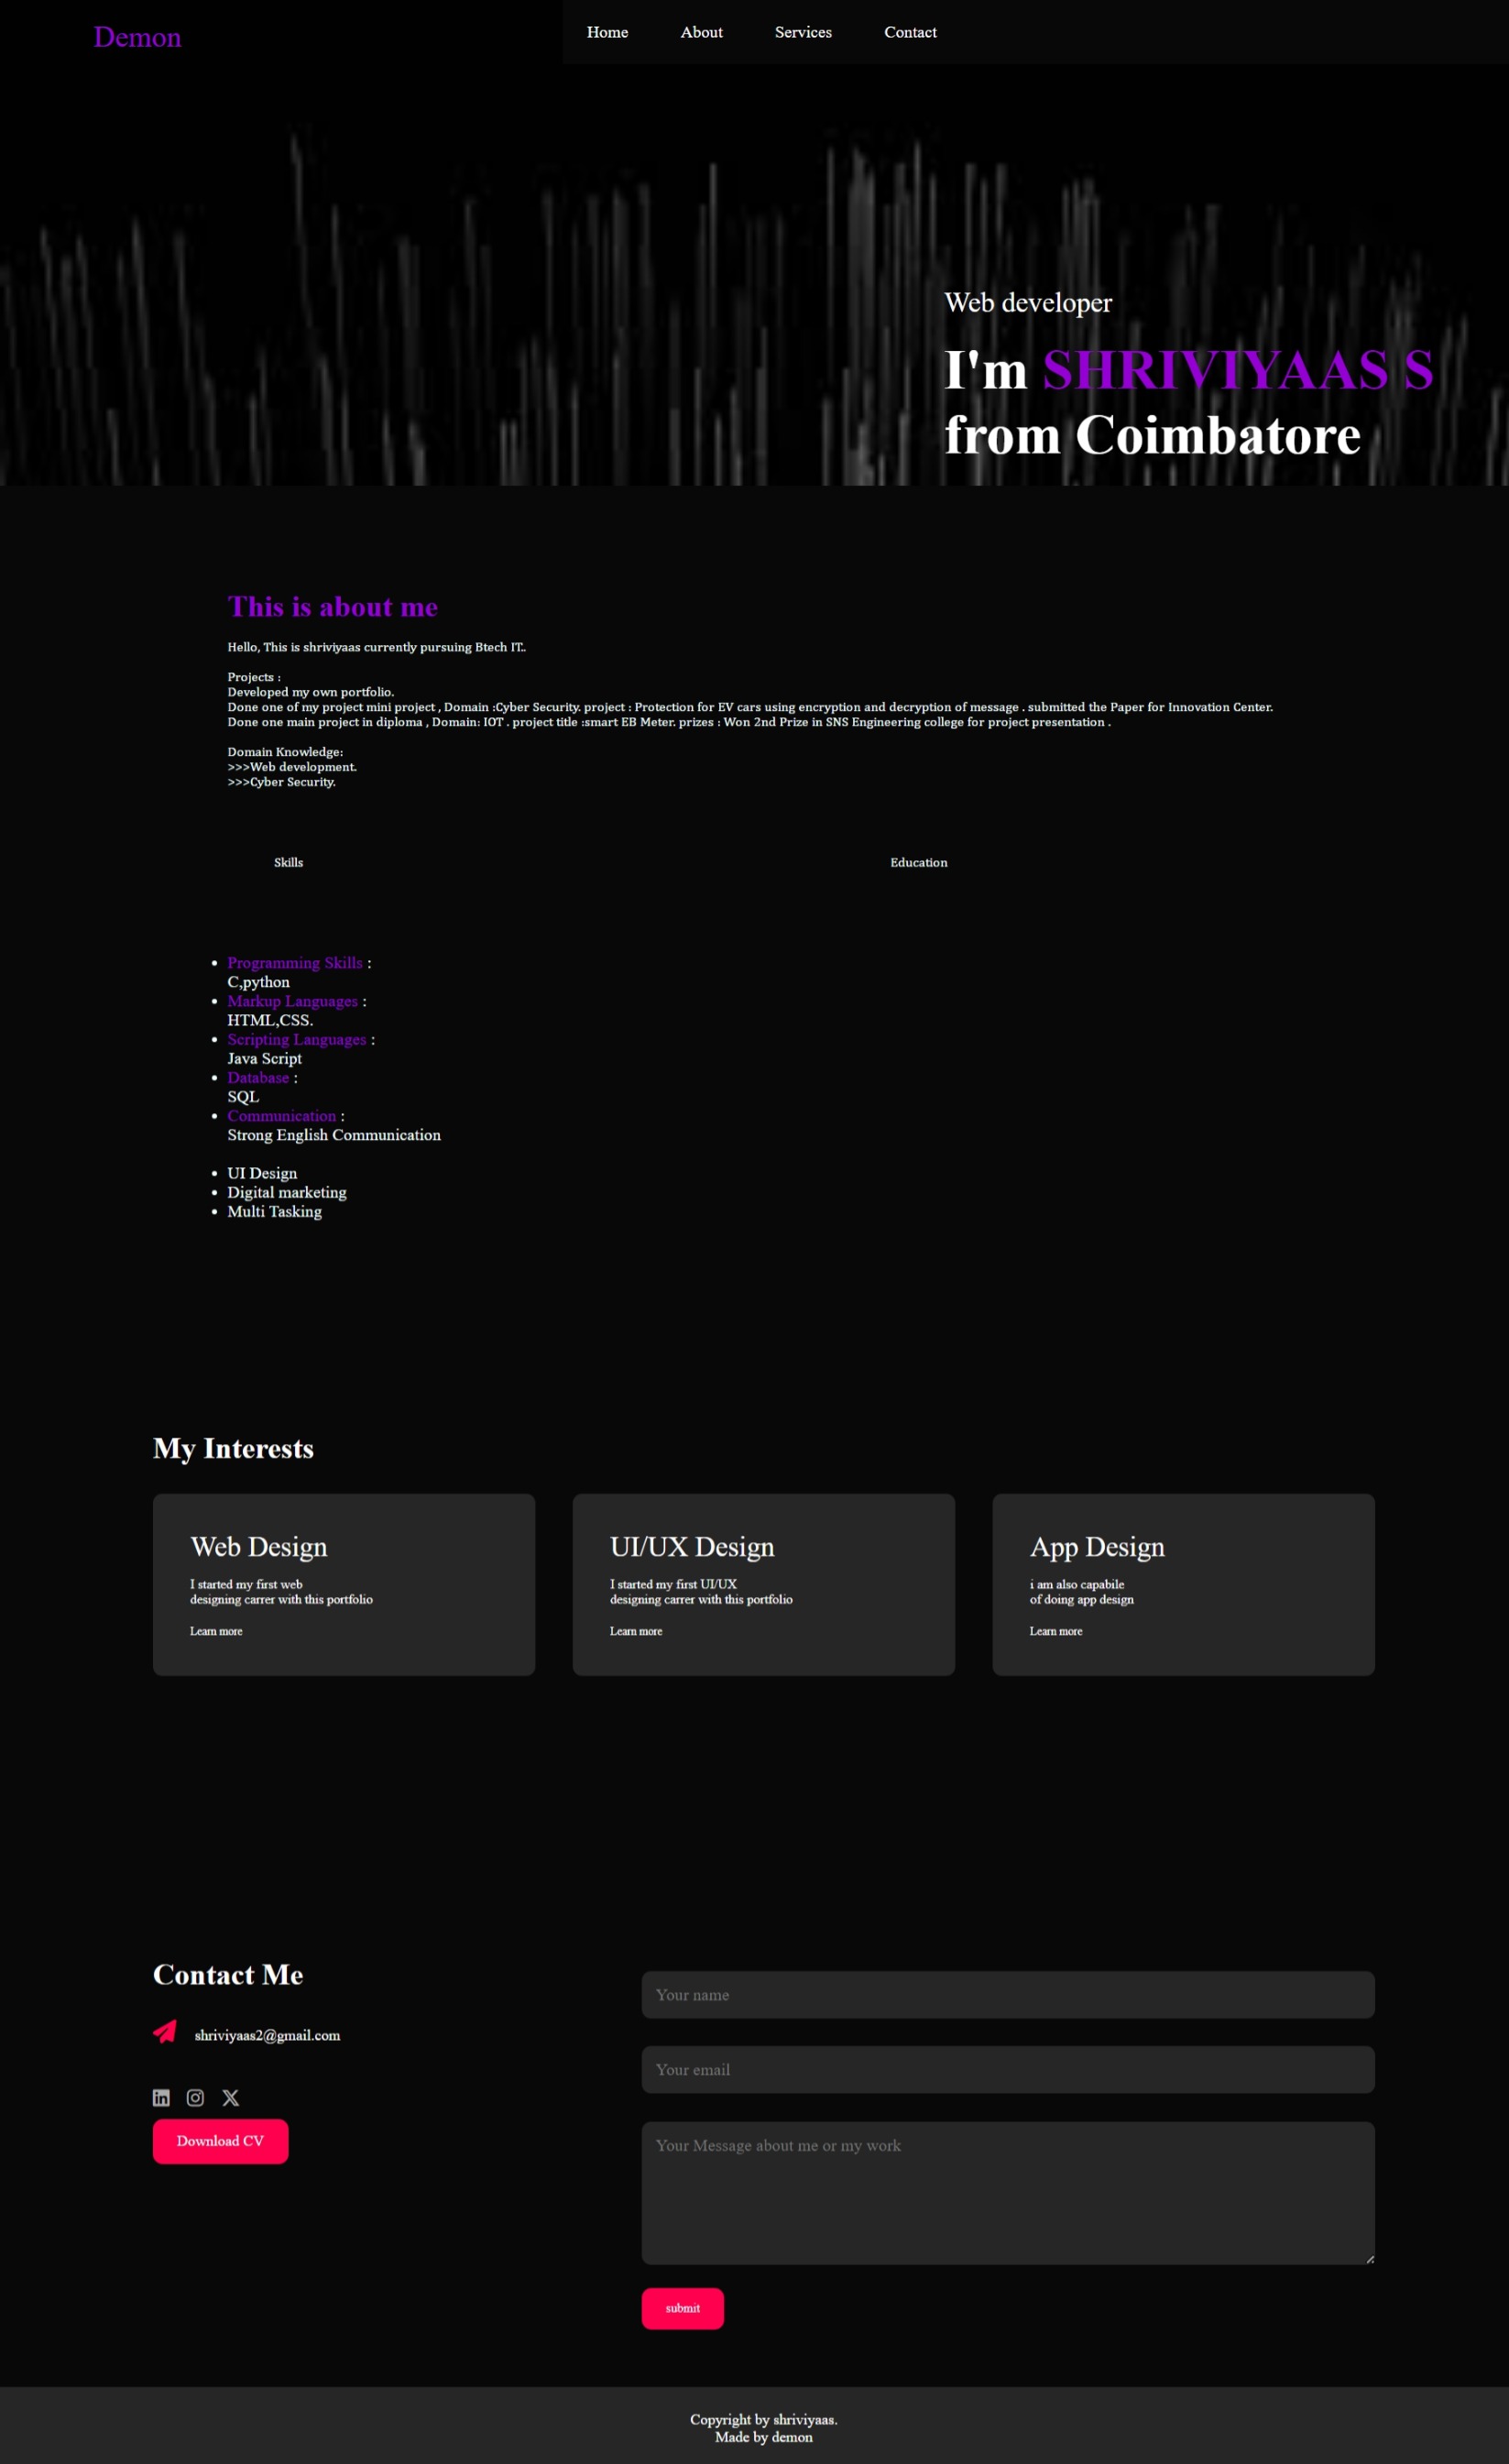 Demon
Home About Services Contact
Web developer
I'm SHRIVIYAAS S
from Coimbatore
This is about me
Hello, This is shriviyaas currently pursuing Btech IT..
Projects :
Developed my own portfolio.
Done one of my project mini project , Domain :Cyber Security. project : Protection for EV cars using encryption and decryption of message . submitted the Paper for Innovation Center.
Done one main project in diploma , Domain: IOT . project title :smart EB Meter. prizes : Won 2nd Prize in SNS Engineering college for project presentation .
Domain Knowledge:
>>>Web development.
>>>Cyber Security.
Skills Education
• Programming Skills :
C,python
• Markup Languages :
HTML,CSS.
• Scripting Languages :
Java Script
• Database :
SQL
• Communication :
Strong English Communication
• UI Design
• Digital marketing
• Multi Tasking
My Interests
Web Design
I started my first web
designing carrer with this portfolio
Learn more
UI/UX Design
I started my first UI/UX
designing carrer with this portfolio
Learn more
App Design
i am also capabile
of doing app design
Learn more
Contact Me
shriviyaas2@gmail.com
Download CV
Your name
Your email
Your Message about me or my work
submit
Copyright by shriviyaas.
Made by demon